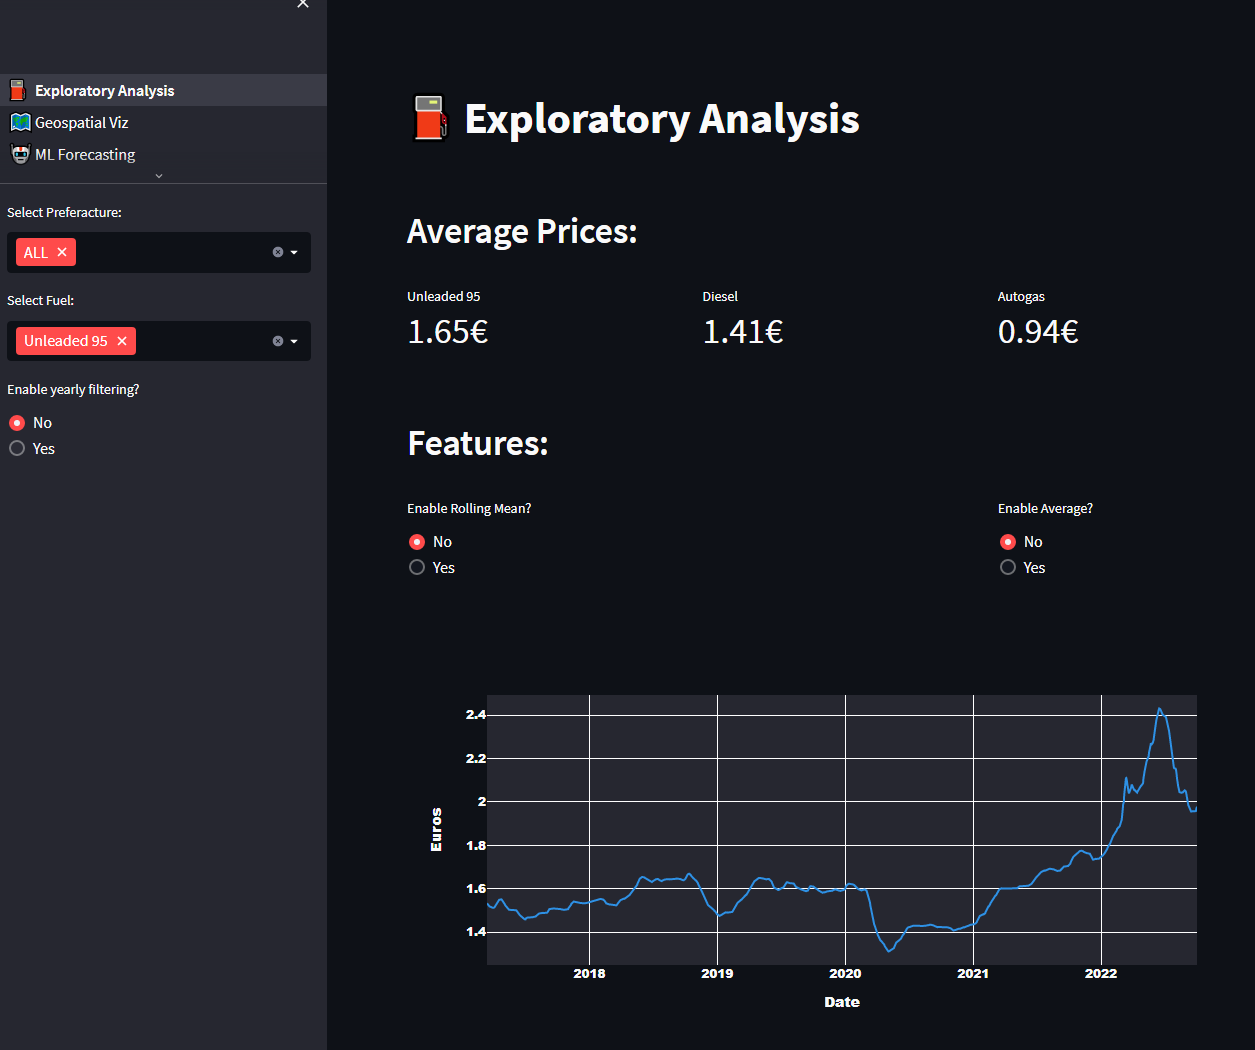 Exploratory Analysis
Geospatial Viz
ML Forecasting
Select Preferacture:
ALL
Select Fuel:
Unleaded 95
Enable yearly filtering?
No
Yes
Exploratory Analysis
Average Prices:
Unleaded 95 Diesel Autogas
1.65€ 1.41€ 0.94€
Features:
Enable Rolling Mean? Enable Average?
No No
Yes Yes
2.4
2.2
2
1.8
1.6
1.4
Euros
2018 2019 2020 2021 2022
Date